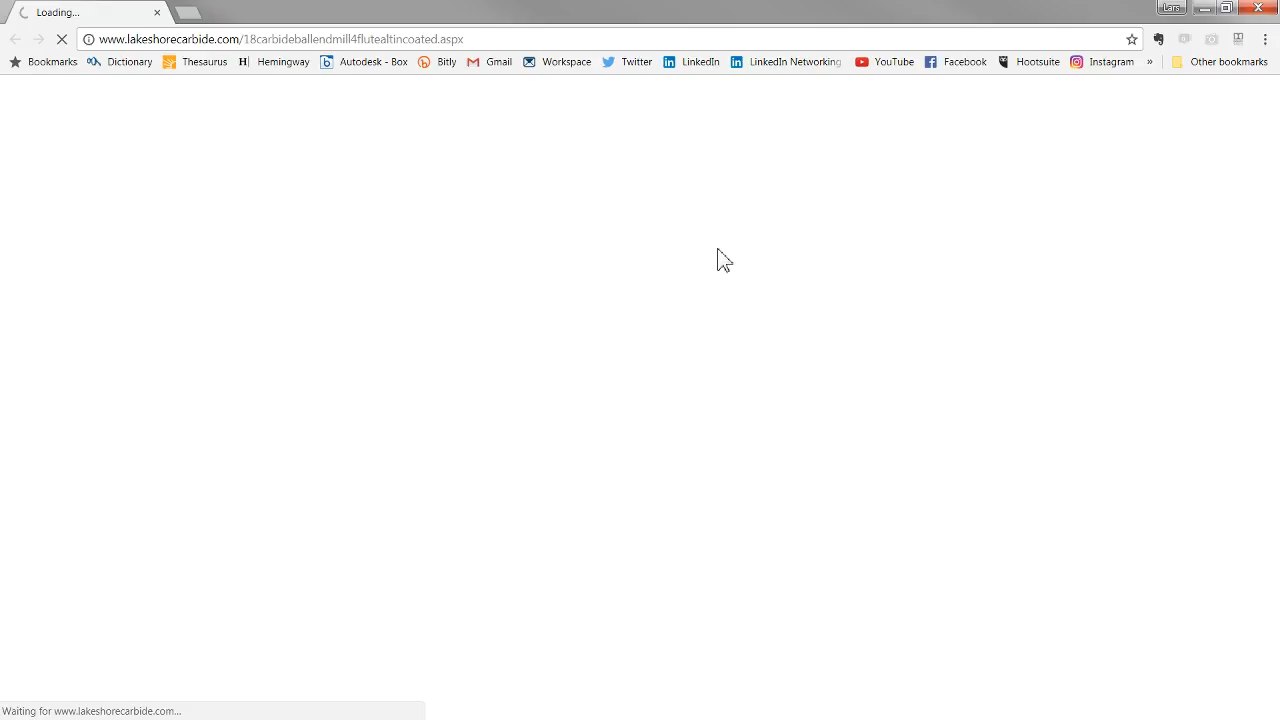 Loading...
Lars
www.lakeshorecarbide.com/18carbideballendmill4flutealtincoated.aspx
Bookmarks Dictionary Thesaurus Hemingway Autodesk - Box Bitly Gmail Workspace Twitter LinkedIn LinkedIn Networking YouTube Facebook Hootsuite Instagram » Other bookmarks
Waiting for www.lakeshorecarbide.com...